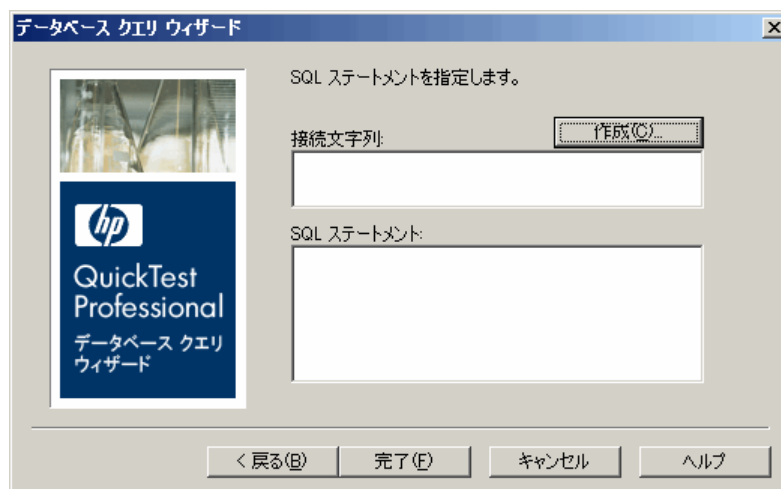 データベース クエリ ウィザード
SQL ステートメントを指定します。
接続文字列:
作成(C)...
SQL ステートメント:
hp
QuickTest
Professional
データベース クエリ
ウィザード
< 戻る(B)
完了(F)
キャンセル
ヘルプ